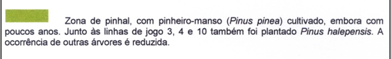 Zona de pinhal, com pinheiro-manso (Pinus pinea) cultivado, embora com
poucos anos. Junto às linhas de jogo 3, 4 e 10 também foi plantado Pinus halepensis. A
ocorrência de outras árvores é reduzida.